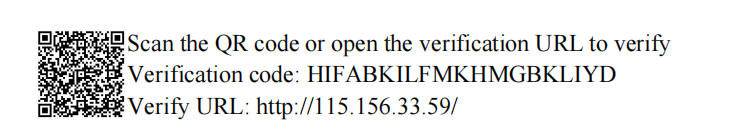 Scan the QR code or open the verification URL to verify
Verification code: HIFABKILFMKHMGBKLIYD
Verify URL: http://115.156.33.59/